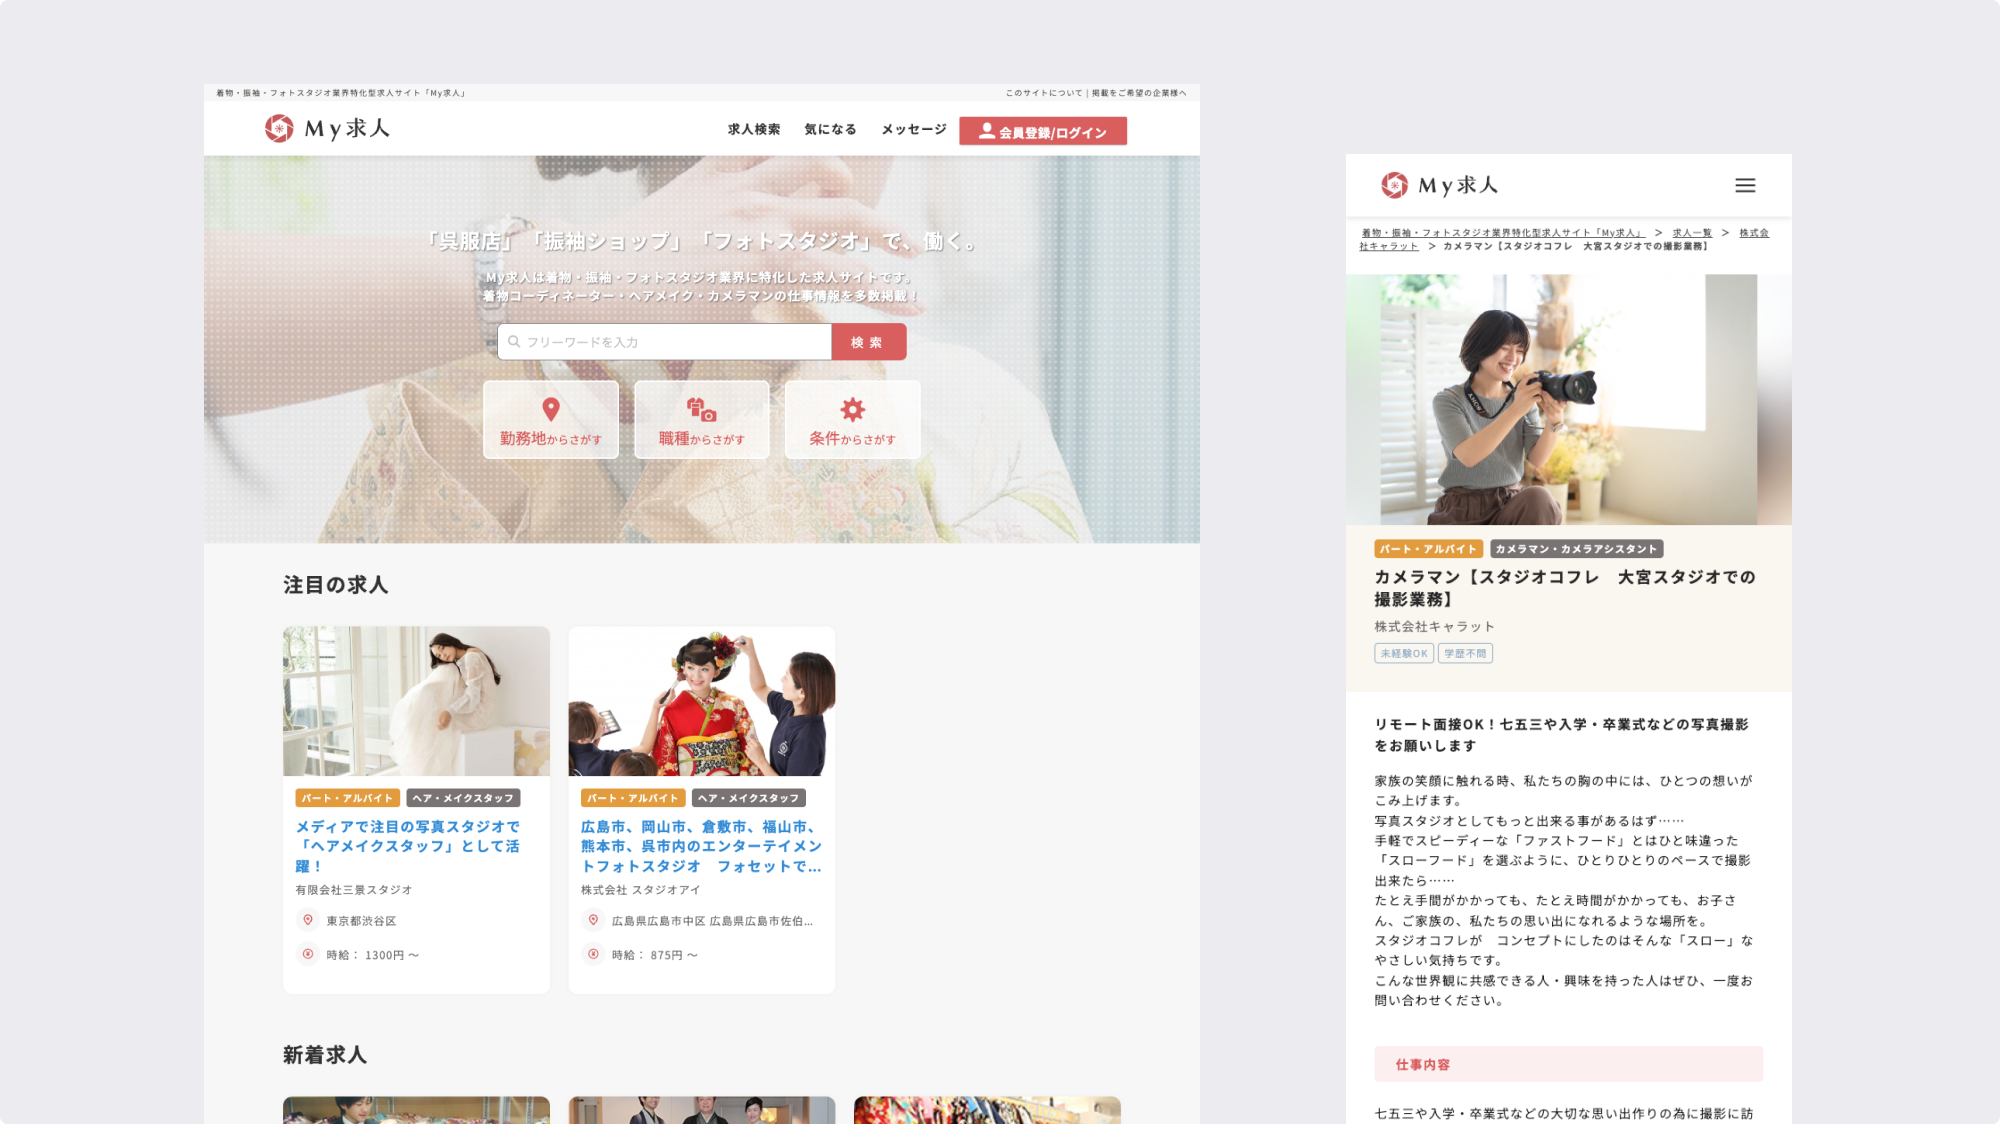 着物・振袖・フォトスタジオ業界特化型求人サイト「My求人」
このサイトについて | 掲載をご希望の企業様へ
My求人
求人検索
気になる
メッセージ
会員登録/ログイン
「呉服店」「振袖ショップ」「フォトスタジオ」で、働く。
My求人は着物・振袖・フォトスタジオ業界に特化した求人サイトです。
着物コーディネーター・ヘアメイク・カメラマンの仕事情報を多数掲載！
フリーワードを入力
検索
勤務地からさがす
職種からさがす
条件からさがす
注目の求人
パート・アルバイト
ヘア・メイクスタッフ
メディアで注目の写真スタジオで
「ヘアメイクスタッフ」として活
躍！
有限会社三景スタジオ
東京都渋谷区
時給： 1300円 〜
パート・アルバイト
ヘア・メイクスタッフ
広島市、岡山市、倉敷市、福山市、
熊本市、呉市内のエンターテイメン
トフォトスタジオ　フォセットで...
株式会社 スタジオアイ
広島県広島市中区 広島県広島市佐伯...
時給： 875円 〜
新着求人
My求人
着物・振袖・フォトスタジオ業界特化型求人サイト「My求人」 > 求人一覧 > 株式会
社キャラット > カメラマン【スタジオコフレ　大宮スタジオでの撮影業務】
パート・アルバイト
カメラマン・カメラアシスタント
カメラマン【スタジオコフレ　大宮スタジオでの
撮影業務】
株式会社キャラット
未経験OK
学歴不問
リモート面接OK！七五三や入学・卒業式などの写真撮影
をお願いします
家族の笑顔に触れる時、私たちの胸の中には、ひとつの想いが
こみ上げます。
写真スタジオとしてもっと出来る事があるはず……
手軽でスピーディーな「ファストフード」とはひと味違った
「スローフード」を選ぶように、ひとりひとりのペースで撮影
出来たら……
たとえ手間がかかっても、たとえ時間がかかっても、お子さ
ん、ご家族の、私たちの思い出になれるような場所を。
スタジオコフレが　コンセプトにしたのはそんな「スロー」な
やさしい気持ちです。
こんな世界観に共感できる人・興味を持った人はぜひ、一度お
問い合わせください。
仕事内容
七五三や入学・卒業式などの大切な思い出作りの為に撮影に訪